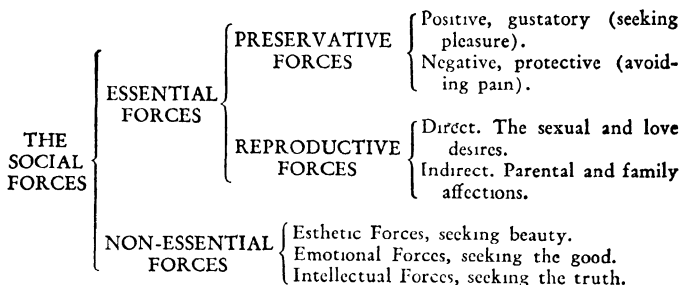 THE
SOCIAL
FORCES
ESSENTIAL
FORCES
PRESERVATIVE
FORCES
Positive, gustatory (seeking
pleasure).
Negative, protective (avoid-
ing pain).
REPRODUCTIVE
FORCES
Direct. The sexual and love
desires.
Indirect. Parental and family
affections.
NON-ESSENTIAL
FORCES
Esthetic Forces, seeking beauty.
Emotional Forces, seeking the good.
Intellectual Forces, seeking the truth.